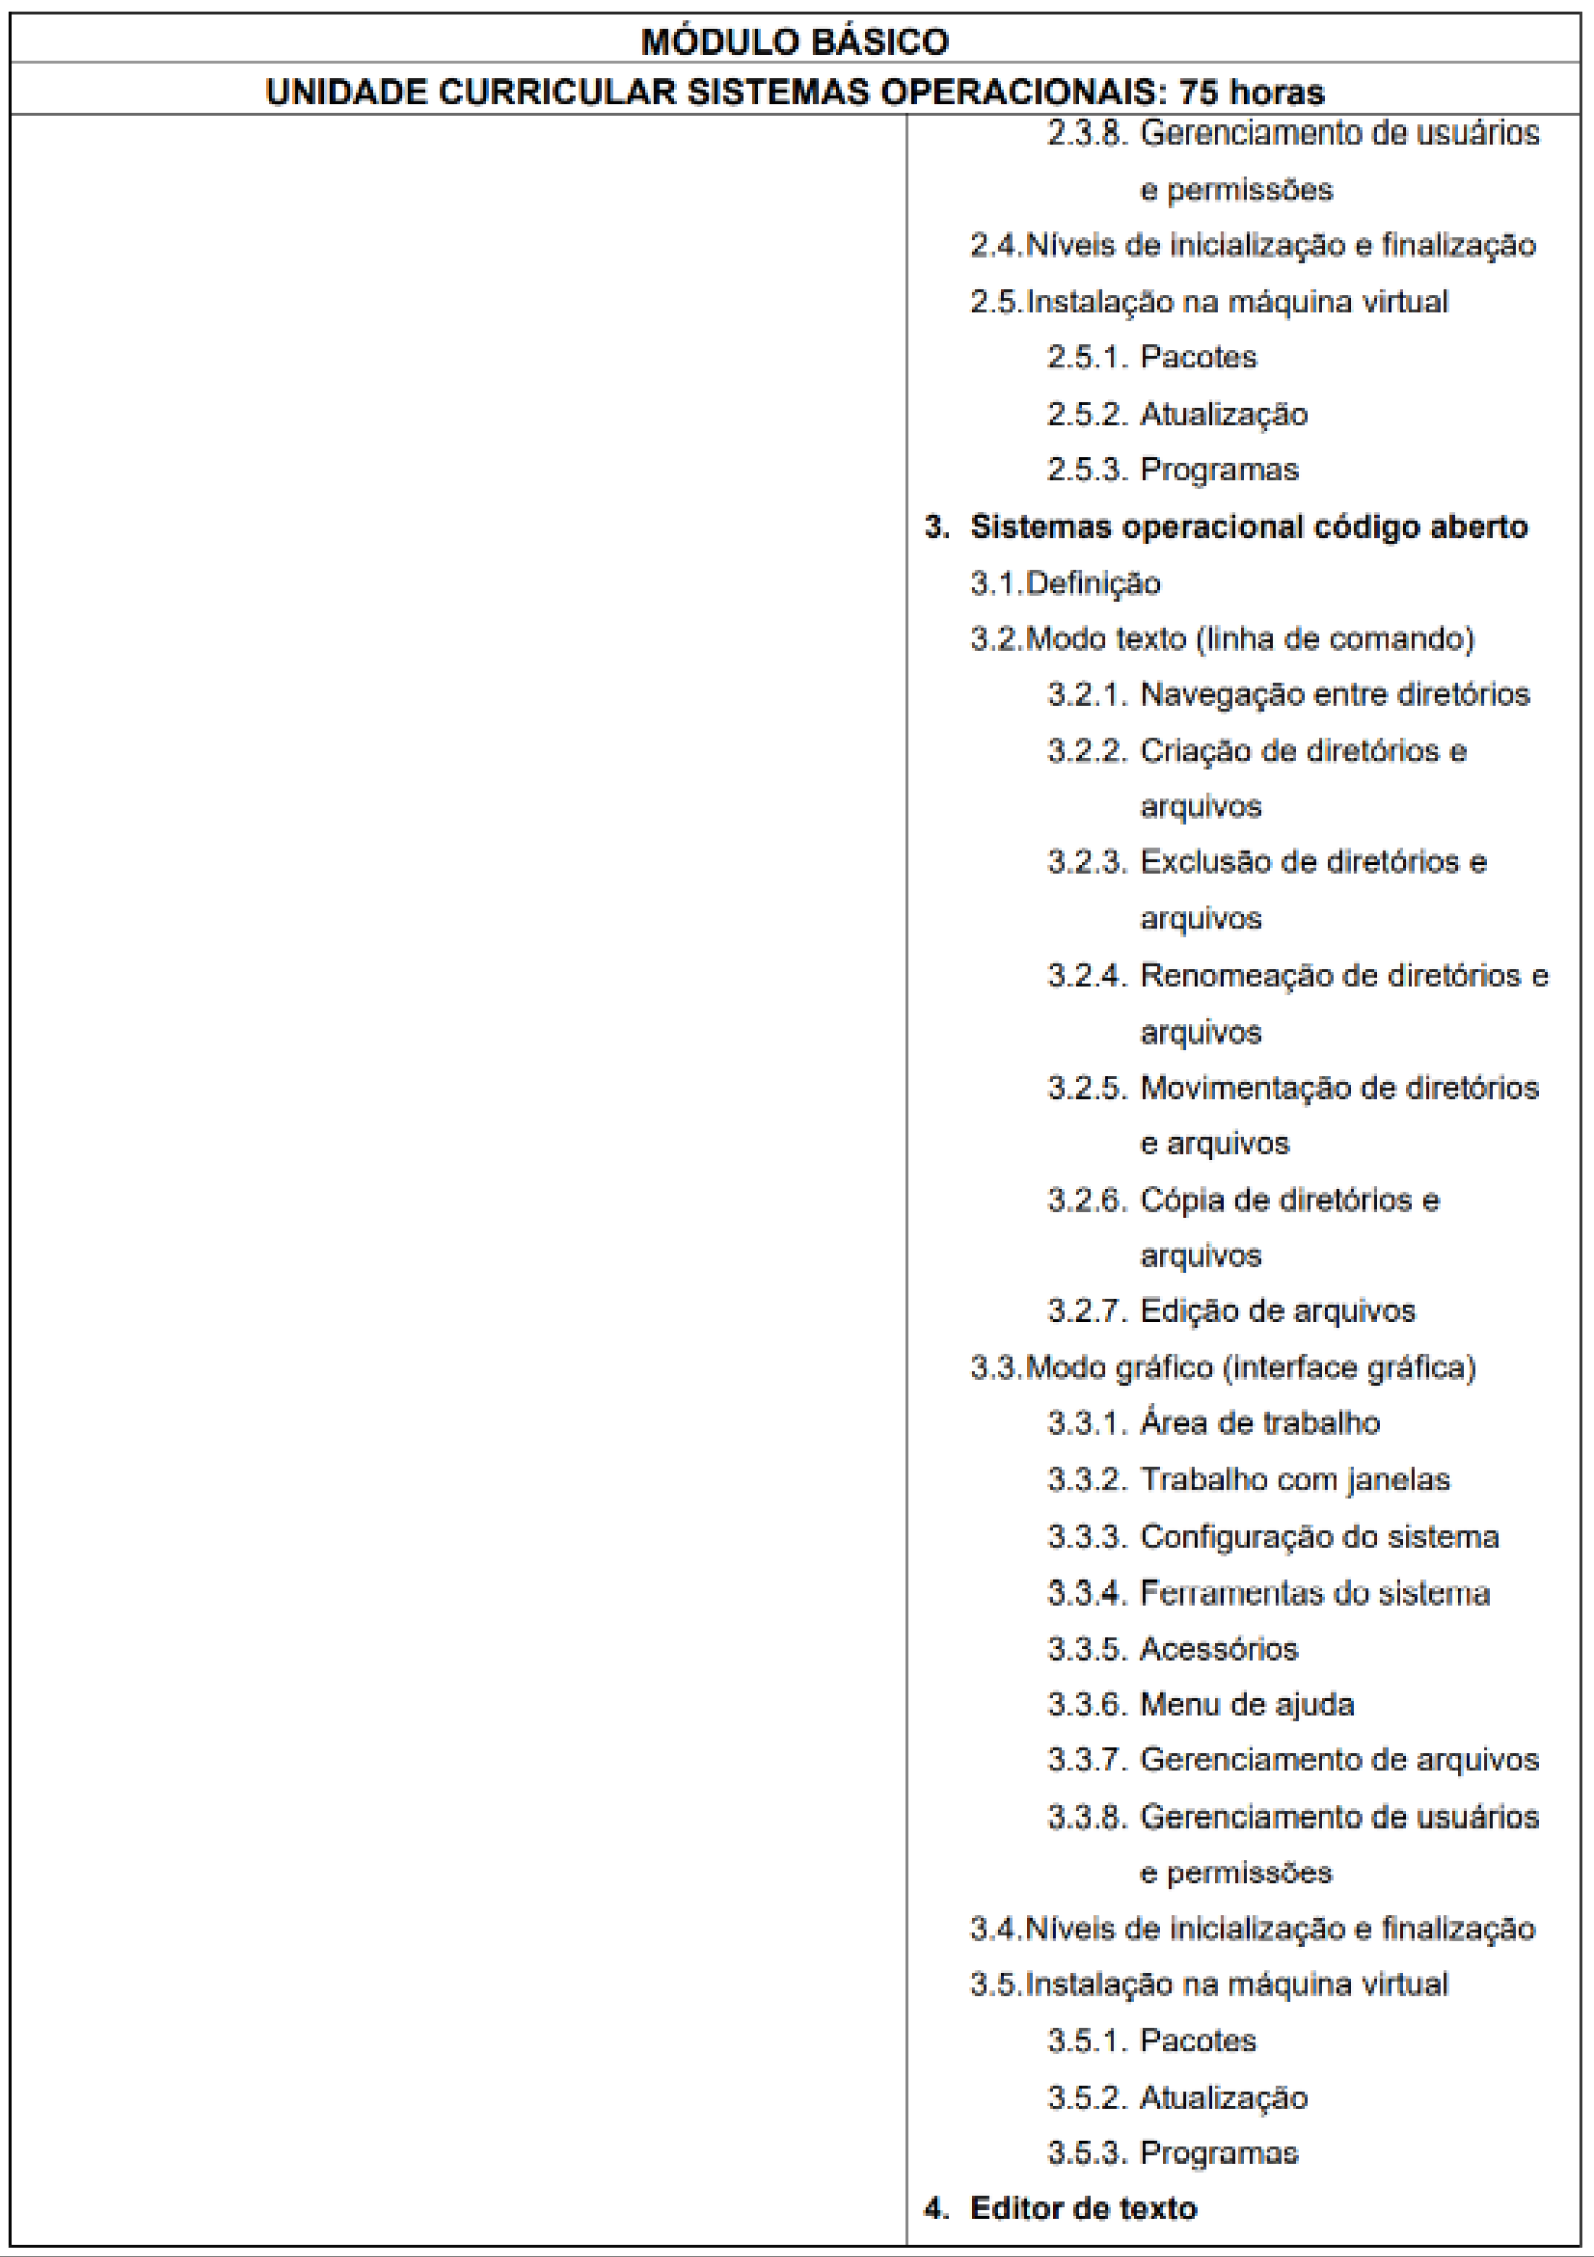 MÓDULO BÁSICO
UNIDADE CURRICULAR SISTEMAS OPERACIONAIS: 75 horas
2.3.8. Gerenciamento de usuários
e permissões
2.4.Níveis de inicialização e finalização
2.5.Instalação na máquina virtual
2.5.1. Pacotes
2.5.2. Atualização
2.5.3. Programas
3. Sistemas operacional código aberto
3.1.Definição
3.2.Modo texto (linha de comando)
3.2.1. Navegação entre diretórios
3.2.2. Criação de diretórios e
arquivos
3.2.3. Exclusão de diretórios e
arquivos
3.2.4. Renomeação de diretórios e
arquivos
3.2.5. Movimentação de diretórios
e arquivos
3.2.6. Cópia de diretórios e
arquivos
3.2.7. Edição de arquivos
3.3.Modo gráfico (interface gráfica)
3.3.1. Área de trabalho
3.3.2. Trabalho com janelas
3.3.3. Configuração do sistema
3.3.4. Ferramentas do sistema
3.3.5. Acessórios
3.3.6. Menu de ajuda
3.3.7. Gerenciamento de arquivos
3.3.8. Gerenciamento de usuários
e permissões
3.4.Níveis de inicialização e finalização
3.5.Instalação na máquina virtual
3.5.1. Pacotes
3.5.2. Atualização
3.5.3. Programas
4. Editor de texto